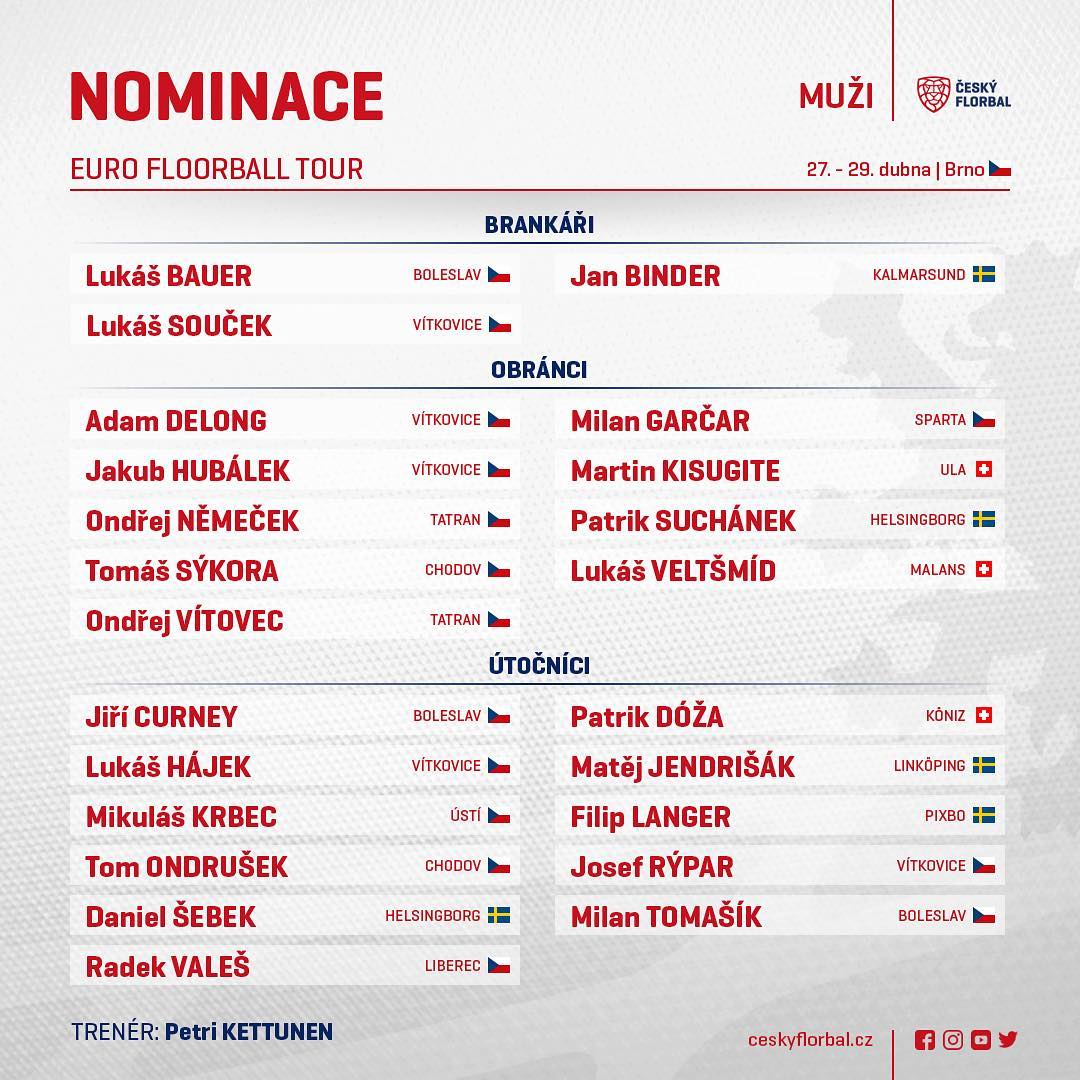 NOMINACE
MUŽI
ČESKÝ
FLORBAL
EURO FLOORBALL TOUR
27. - 29. dubna | Brno
BRANKÁŘI
Lukáš BAUER BOLESLAV
Jan BINDER KALMARSUND
Lukáš SOUČEK VÍTKOVICE
OBRÁNCI
Adam DELONG VÍTKOVICE
Milan GARČAR SPARTA
Jakub HUBÁLEK VÍTKOVICE
Martin KISUGITE ULA
Ondřej NĚMEČEK TATRAN
Patrik SUCHÁNEK HELSINGBORG
Tomáš SÝKORA CHODOV
Lukáš VELTŠMÍD MALANS
Ondřej VÍTOVEC TATRAN
ÚTOČNÍCI
Jiří CURNEY BOLESLAV
Patrik DÓŽA KÖNIZ
Lukáš HÁJEK VÍTKOVICE
Matěj JENDRIŠÁK LINKÖPING
Mikuláš KRBEC ÚSTÍ
Filip LANGER PIXBO
Tom ONDRUŠEK CHODOV
Josef RÝPAR VÍTKOVICE
Daniel ŠEBEK HELSINGBORG
Milan TOMAŠÍK BOLESLAV
Radek VALEŠ LIBEREC
TRENÉR: Petri KETTUNEN
ceskyflorbal.cz